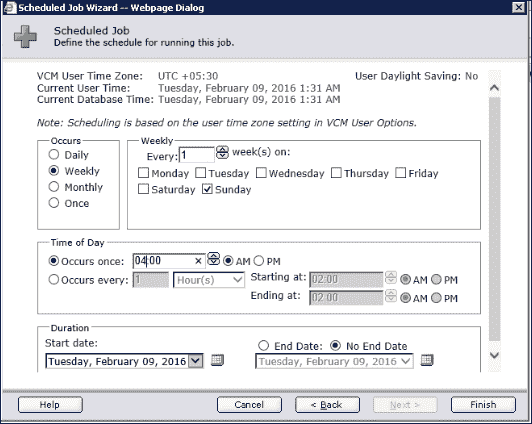 Scheduled Job Wizard -- Webpage Dialog
Scheduled Job
Define the schedule for running this job.
VCM User Time Zone: UTC +05:30 User Daylight Saving: No
Current User Time: Tuesday, February 09, 2016 1:31 AM
Current Database Time: Tuesday, February 09, 2016 1:31 AM
Note: Scheduling is based on the user time zone setting in VCM User Options.
Occurs
Daily
Weekly
Monthly
Once
Weekly
Every: 1 week(s) on:
Monday Tuesday Wednesday Thursday Friday
Saturday Sunday
Time of Day
Occurs once: 04:00 AM PM
Occurs every: 1 Hour(s) Starting at: 02:00 AM PM
Ending at: 02:00 AM PM
Duration
Start date: End Date: No End Date
Tuesday, February 09, 2016 Tuesday, February 09, 2016
Help Cancel < Back Next > Finish